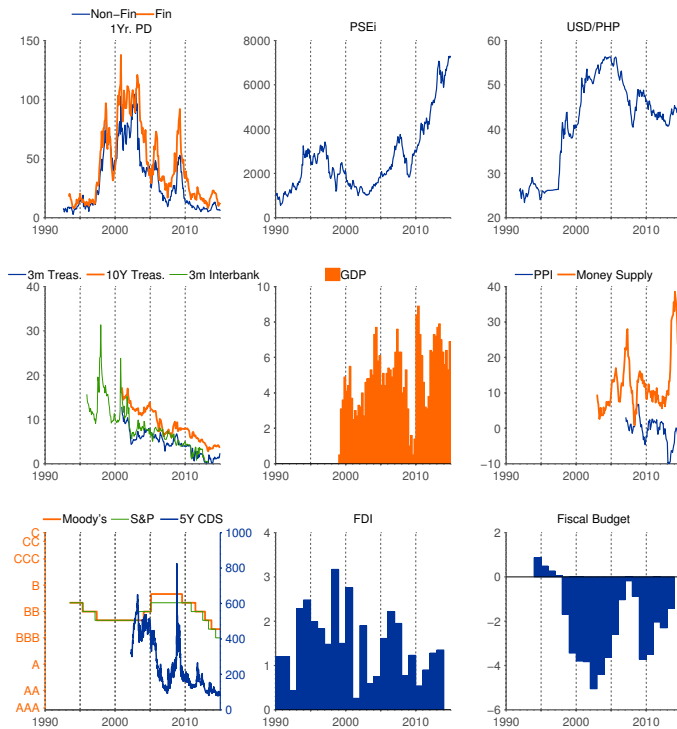 Non-Fin Fin
1Yr. PD
150
100
50
0
1990 2000 2010
PSEi
8000
6000
4000
2000
0
1990 2000 2010
USD/PHP
60
50
40
30
20
1990 2000 2010
3m Treas. 10Y Treas. 3m Interbank
40
30
20
10
0
1990 2000 2010
GDP
10
8
6
4
2
0
1990 2000 2010
PPI Money Supply
40
30
20
10
0
-10
1990 2000 2010
Moody's S&P 5Y CDS
C
CC
CCC
B
BB
BBB
A
AA
AAA
1000
800
600
400
200
0
1990 2000 2010
FDI
4
3
2
1
0
1990 2000 2010
Fiscal Budget
2
0
-2
-4
-6
1990 2000 2010